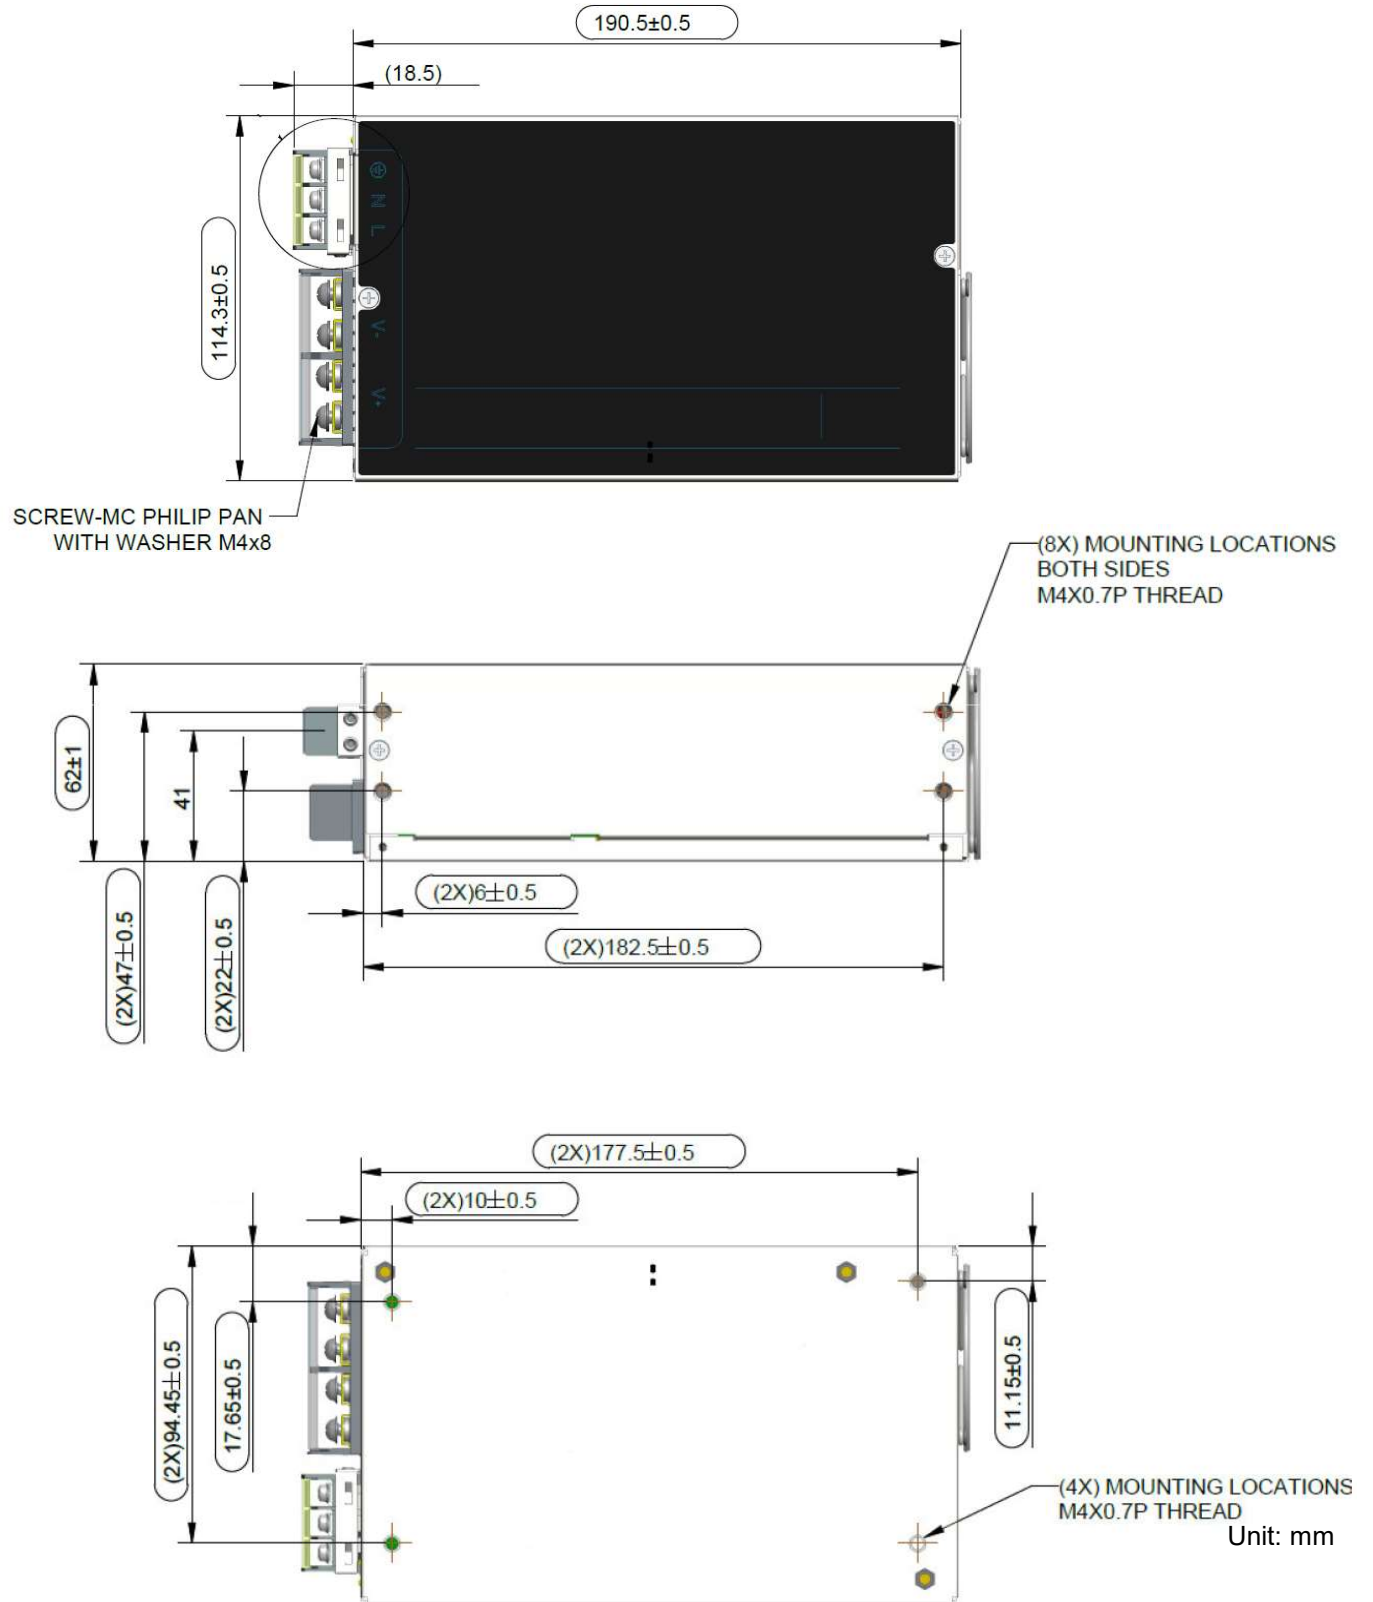 190.5±0.5
(18.5)
N
L
114.3±0.5
V-
V+
SCREW-MC PHILIP PAN
WITH WASHER M4x8
(8X) MOUNTING LOCATIONS
BOTH SIDES
M4X0.7P THREAD
62±1
41
(2X)47±0.5
(2X)22±0.5
(2X)6±0.5
(2X)182.5±0.5
(2X)177.5±0.5
(2X)10±0.5
(2X)94.45±0.5
17.65±0.5
11.15±0.5
(4X) MOUNTING LOCATIONS
M4X0.7P THREAD
Unit: mm